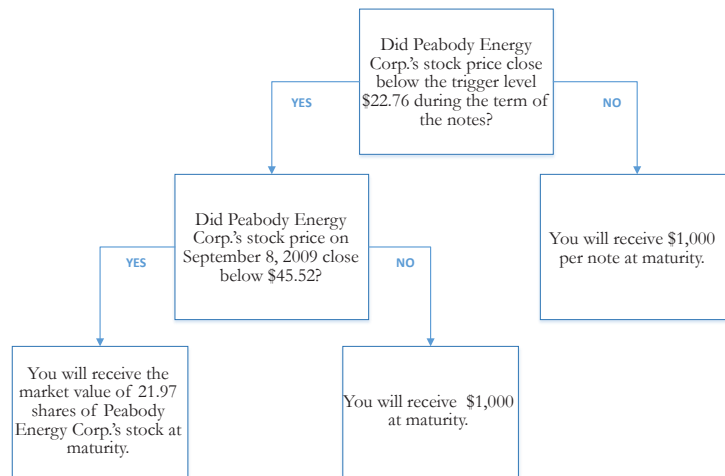 Did Peabody Energy
Corp.'s stock price close
below the trigger level
$22.76 during the term of
the notes?
YES
NO
Did Peabody Energy
Corp.'s stock price on
September 8, 2009 close
below $45.52?
You will receive $1,000
per note at maturity.
YES
NO
You will receive the
market value of 21.97
shares of Peabody
Energy Corp.'s stock at
maturity.
You will receive $1,000
at maturity.